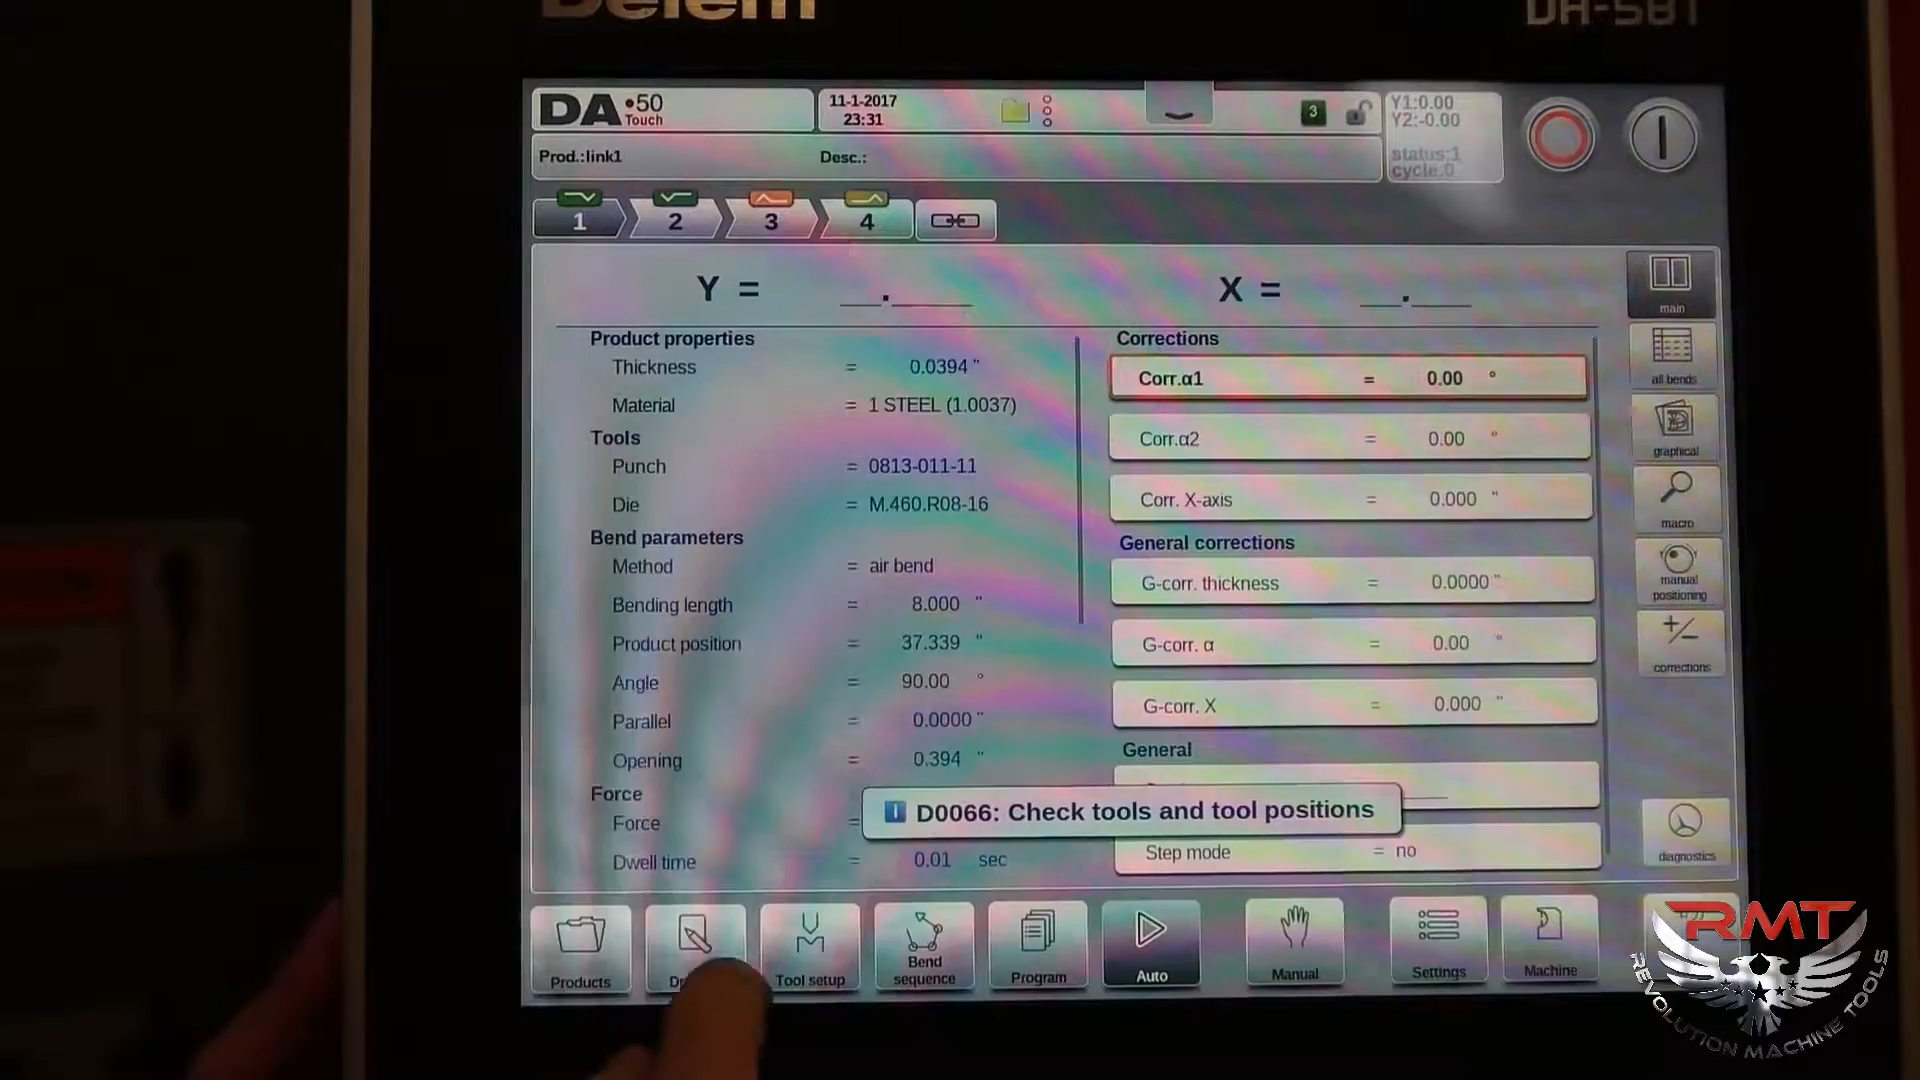 Delem
DA-58T
DA•50
Touch
11-1-2017
23:31
3
Y1:0.00
Y2:-0.00
status:1
cycle:0
Prod.:link1 Desc.:
1 2 3 4
Y = __.____ X = __.___
Product properties
Thickness = 0.0394 "
Material = 1 STEEL (1.0037)
Tools
Punch = 0813-011-11
Die = M.460.R08-16
Bend parameters
Method = air bend
Bending length = 8.000 "
Product position = 37.339 "
Angle = 90.00 °
Parallel = 0.0000 "
Opening = 0.394 "
Force
Force =
Dwell time = 0.01 sec
Corrections
Corr.α1 = 0.00 °
Corr.α2 = 0.00 °
Corr. X-axis = 0.000 "
General corrections
G-corr. thickness = 0.0000 "
G-corr. α = 0.00 °
G-corr. X = 0.000 "
General
D0066: Check tools and tool positions
Step mode = no
main
all bends
graphical
macro
manual
positioning
+/-
corrections
diagnostics
Products
Tool setup
Bend
sequence
Program
Auto
Manual
Settings
Machine
RMT
REVOLUTION MACHINE TOOLS